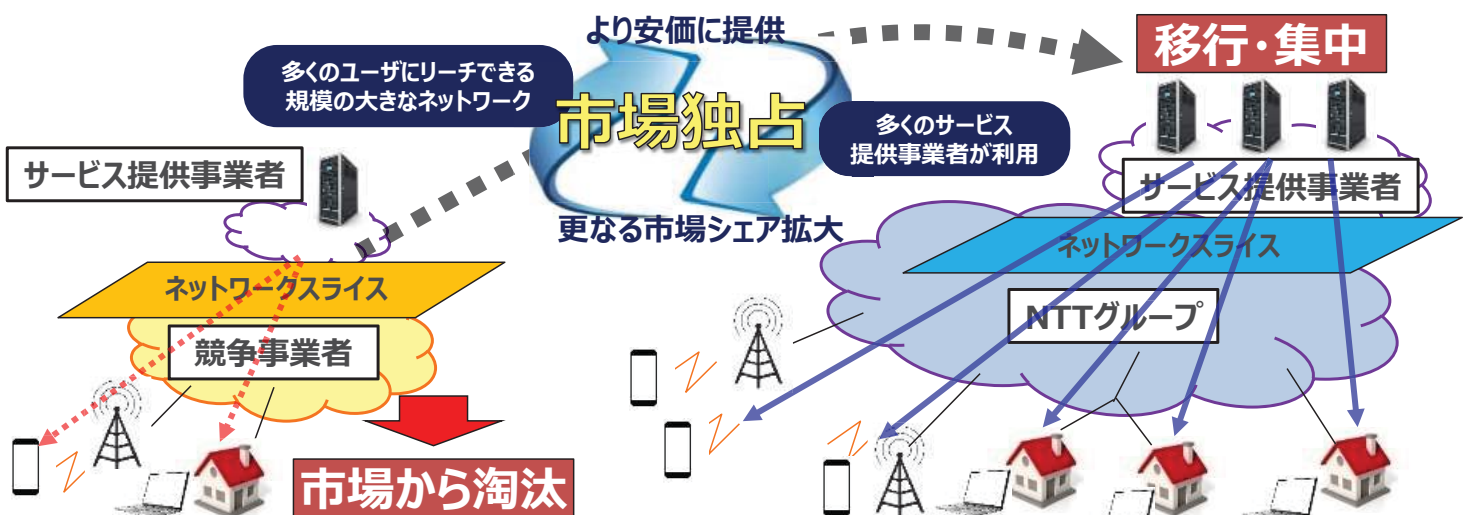 より安価に提供
移行・集中
多くのユーザにリーチできる
規模の大きなネットワーク
市場独占
多くのサービス
提供事業者が利用
サービス提供事業者
サービス提供事業者
更なる市場シェア拡大
ネットワークスライス
ネットワークスライス
NTTグループ
競争事業者
市場から淘汰